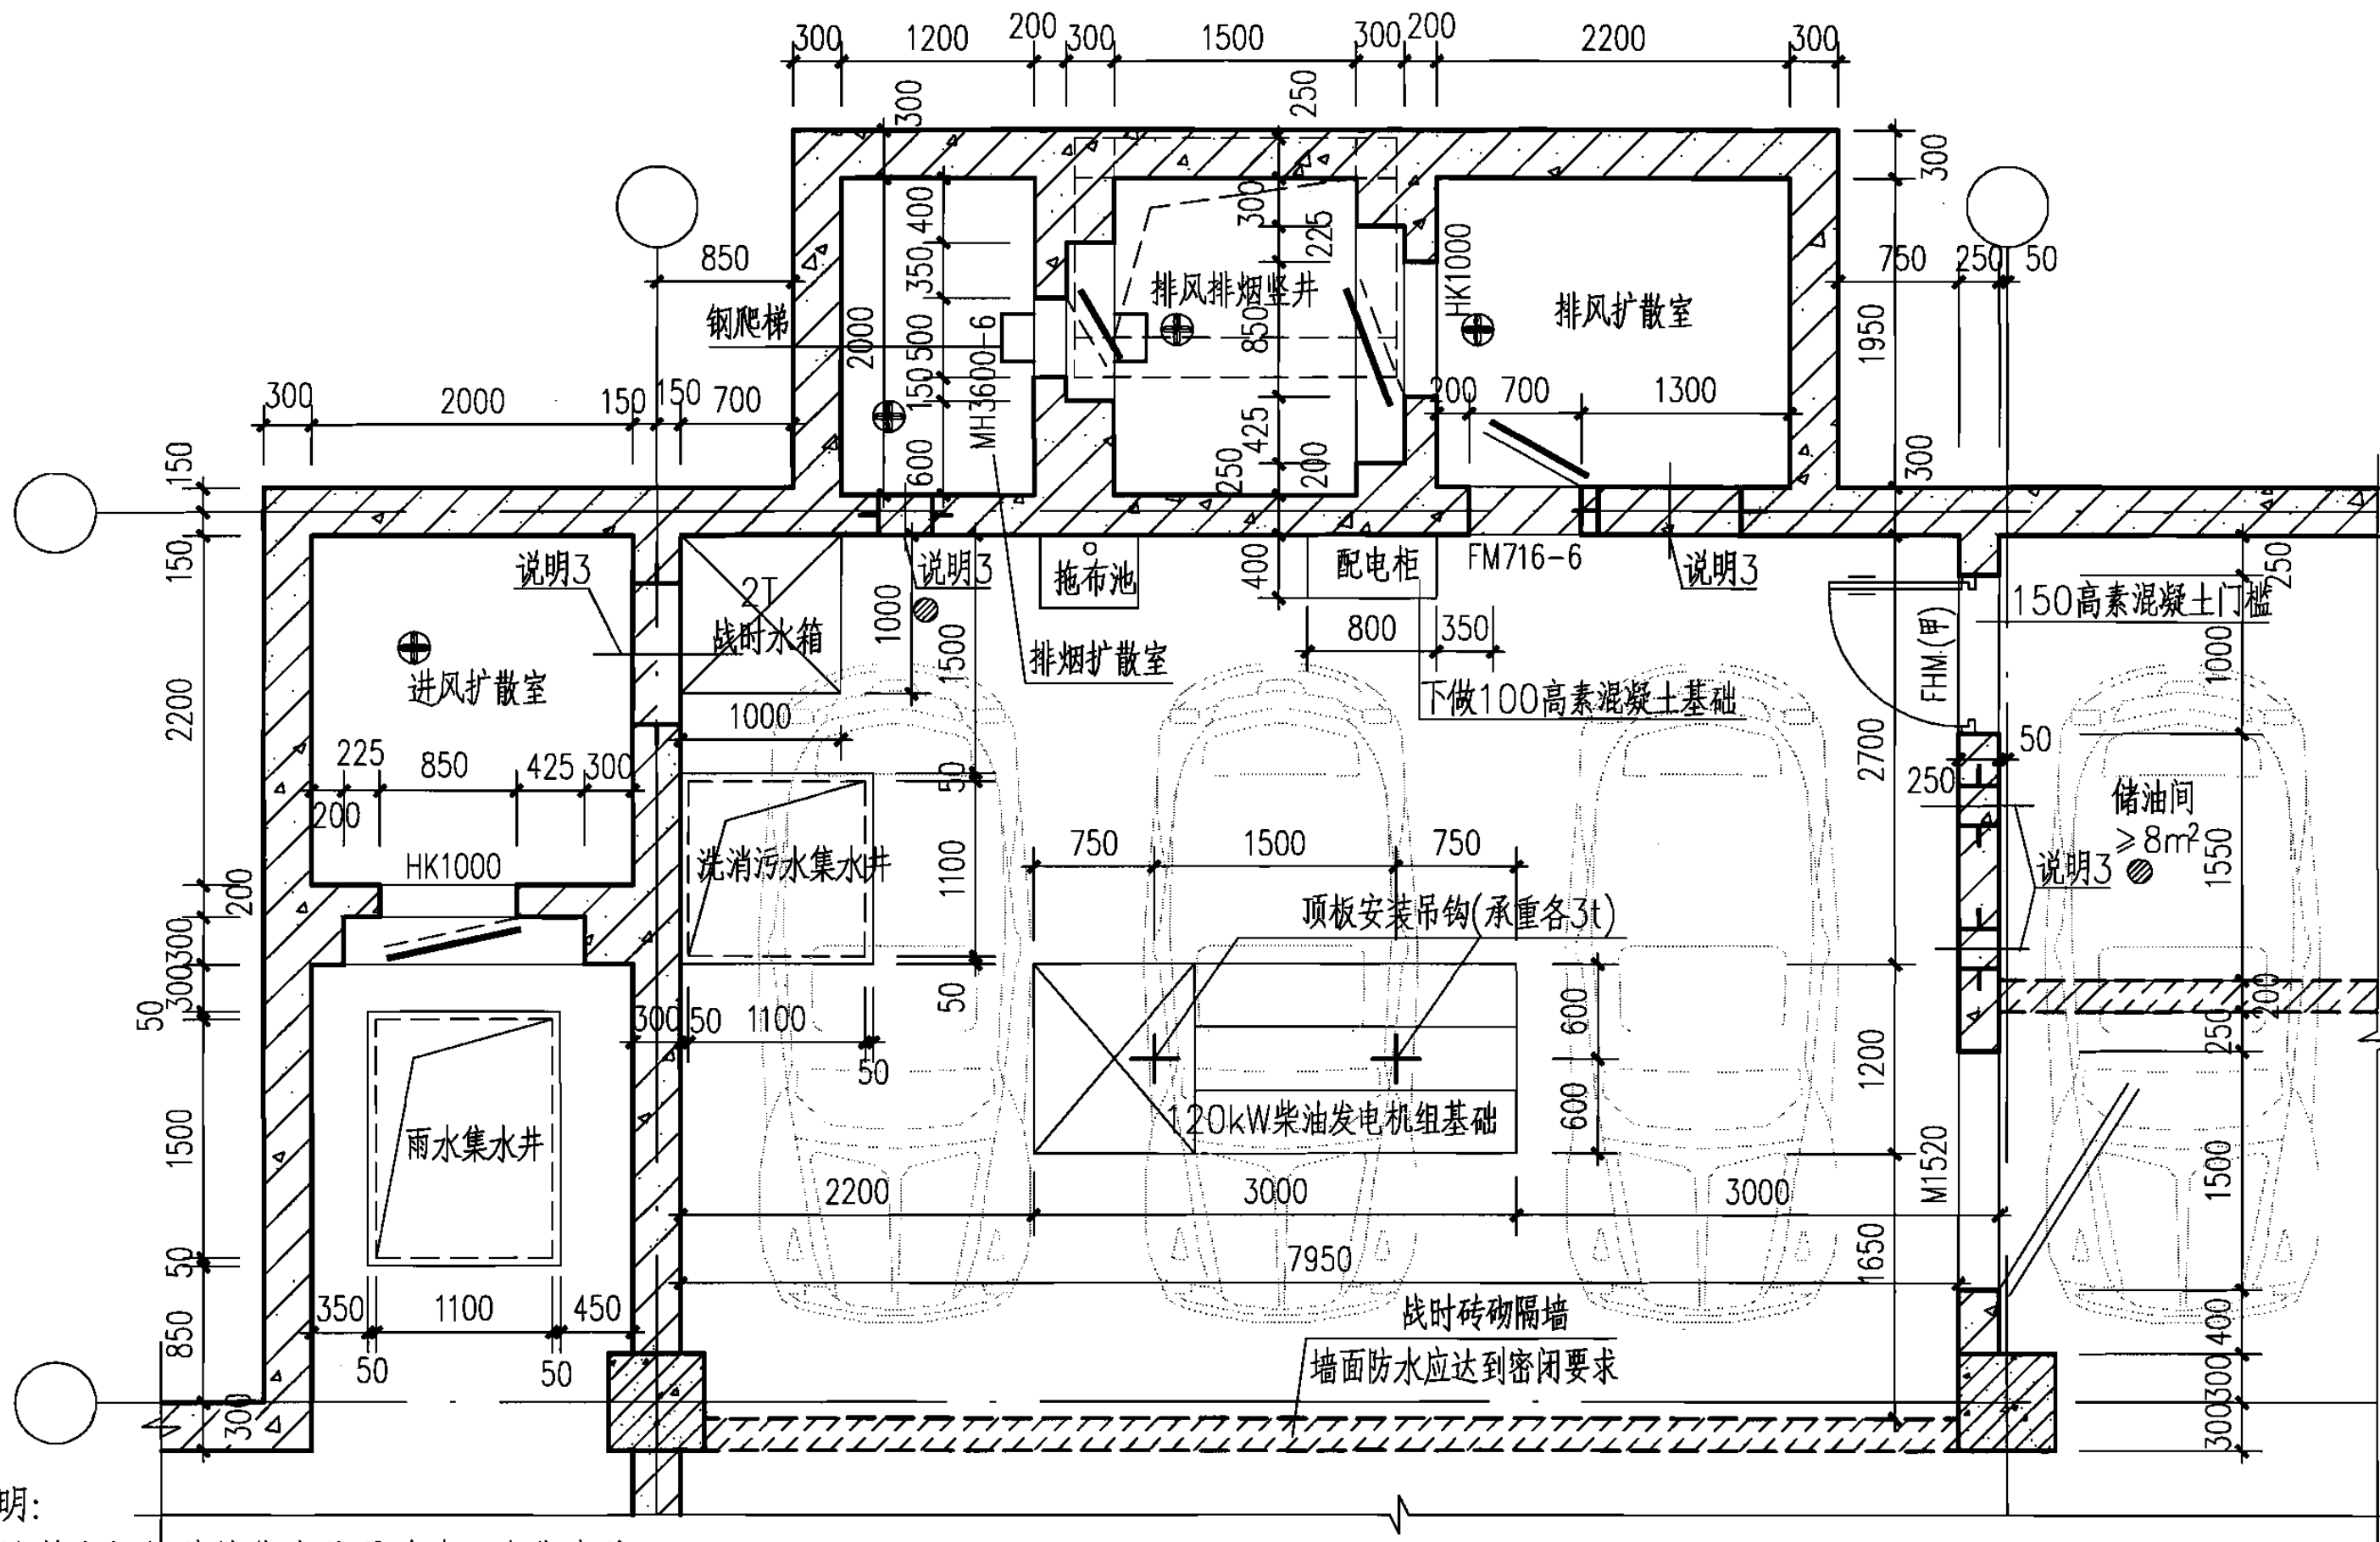 300 1200 200 300 1500 300 200 2200 300
300
250
300
850
钢爬梯
2000
400
350
500
150
600
MH3600-6
排风排烟竖井
300
225
850
425
250
200
400
HK1000
排风扩散室
200 700 1300
1950
300
750 250 50
300 2000 150 150 700
150
150
2200
200
300
300
50
1500
50
850
300
说明3
进风扩散室
225 850 425 300
200
HK1000
2T
战时水箱
1000
1000
说明3
1500
拖布池
排烟扩散室
配电柜
FM716-6
说明3
800 350
下做100高素混凝土基础
FHM(甲)
150高素混凝土门槛
250
1000
2700
50
250
储油间
≥8m²
说明3
1550
200
250
洗消污水集水井
50
1100
50
300 50 1100
50
750 1500 750
顶板安装吊钩(承重各3t)
600
600
120kW柴油发电机组基础
1200
M1520
1500
雨水集水井
350 1100 450
50 50
2200 3000 3000
7950
1650
战时砖砌隔墙
墙面防水应达到密闭要求
400
300
300
明: